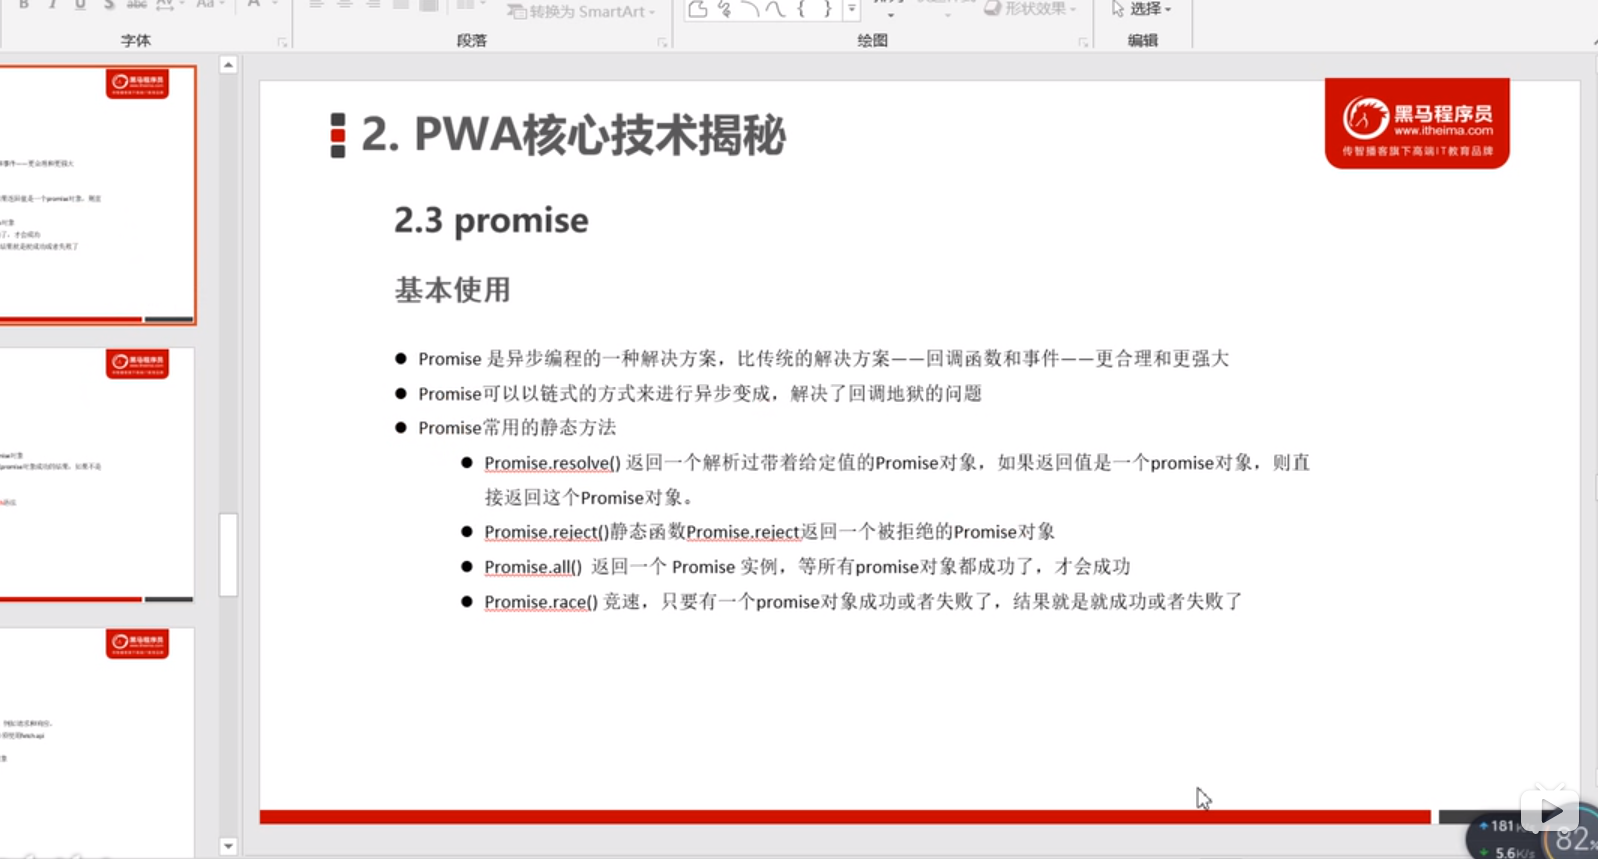 B I U S abc AV Aa A
转换为 SmartArt
形状效果
选择
字体
段落
绘图
编辑
黑马程序员
www.itheima.com
传智播客旗下高端IT教育品牌
2. PWA核心技术揭秘
2.3 promise
基本使用
● Promise 是异步编程的一种解决方案，比传统的解决方案——回调函数和事件——更合理和更强大
● Promise可以以链式的方式来进行异步变成，解决了回调地狱的问题
● Promise常用的静态方法
● Promise.resolve() 返回一个解析过带着给定值的Promise对象，如果返回值是一个promise对象，则直
接返回这个Promise对象。
● Promise.reject()静态函数Promise.reject返回一个被拒绝的Promise对象
● Promise.all() 返回一个 Promise 实例，等所有promise对象都成功了，才会成功
● Promise.race() 竞速，只要有一个promise对象成功或者失败了，结果就是就成功或者失败了
181
5.6K/s
82%